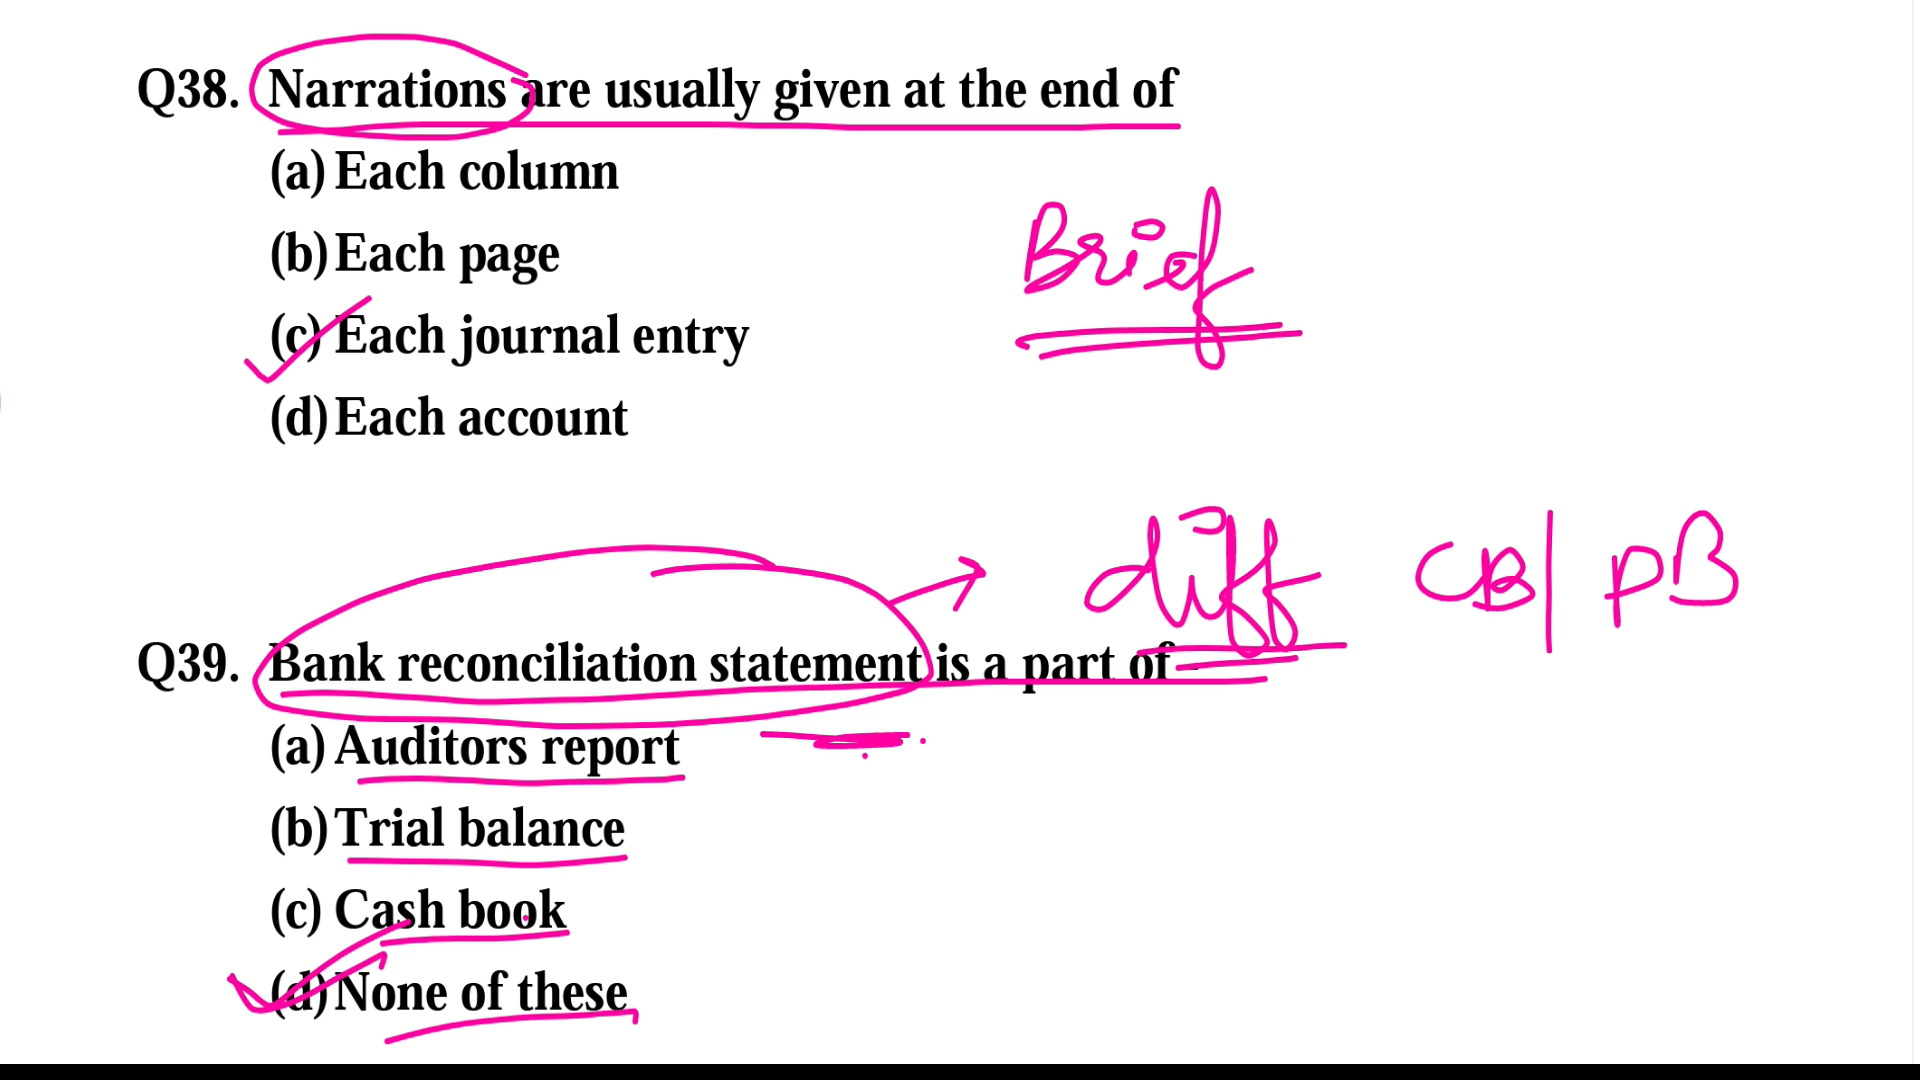 Q38. Narrations are usually given at the end of
(a) Each column
(b) Each page
Brief
(c) Each journal entry
(d) Each account
diff CB | PB
Q39. Bank reconciliation statement is a part of -
(a) Auditors report
(b) Trial balance
(c) Cash book
(d) None of these